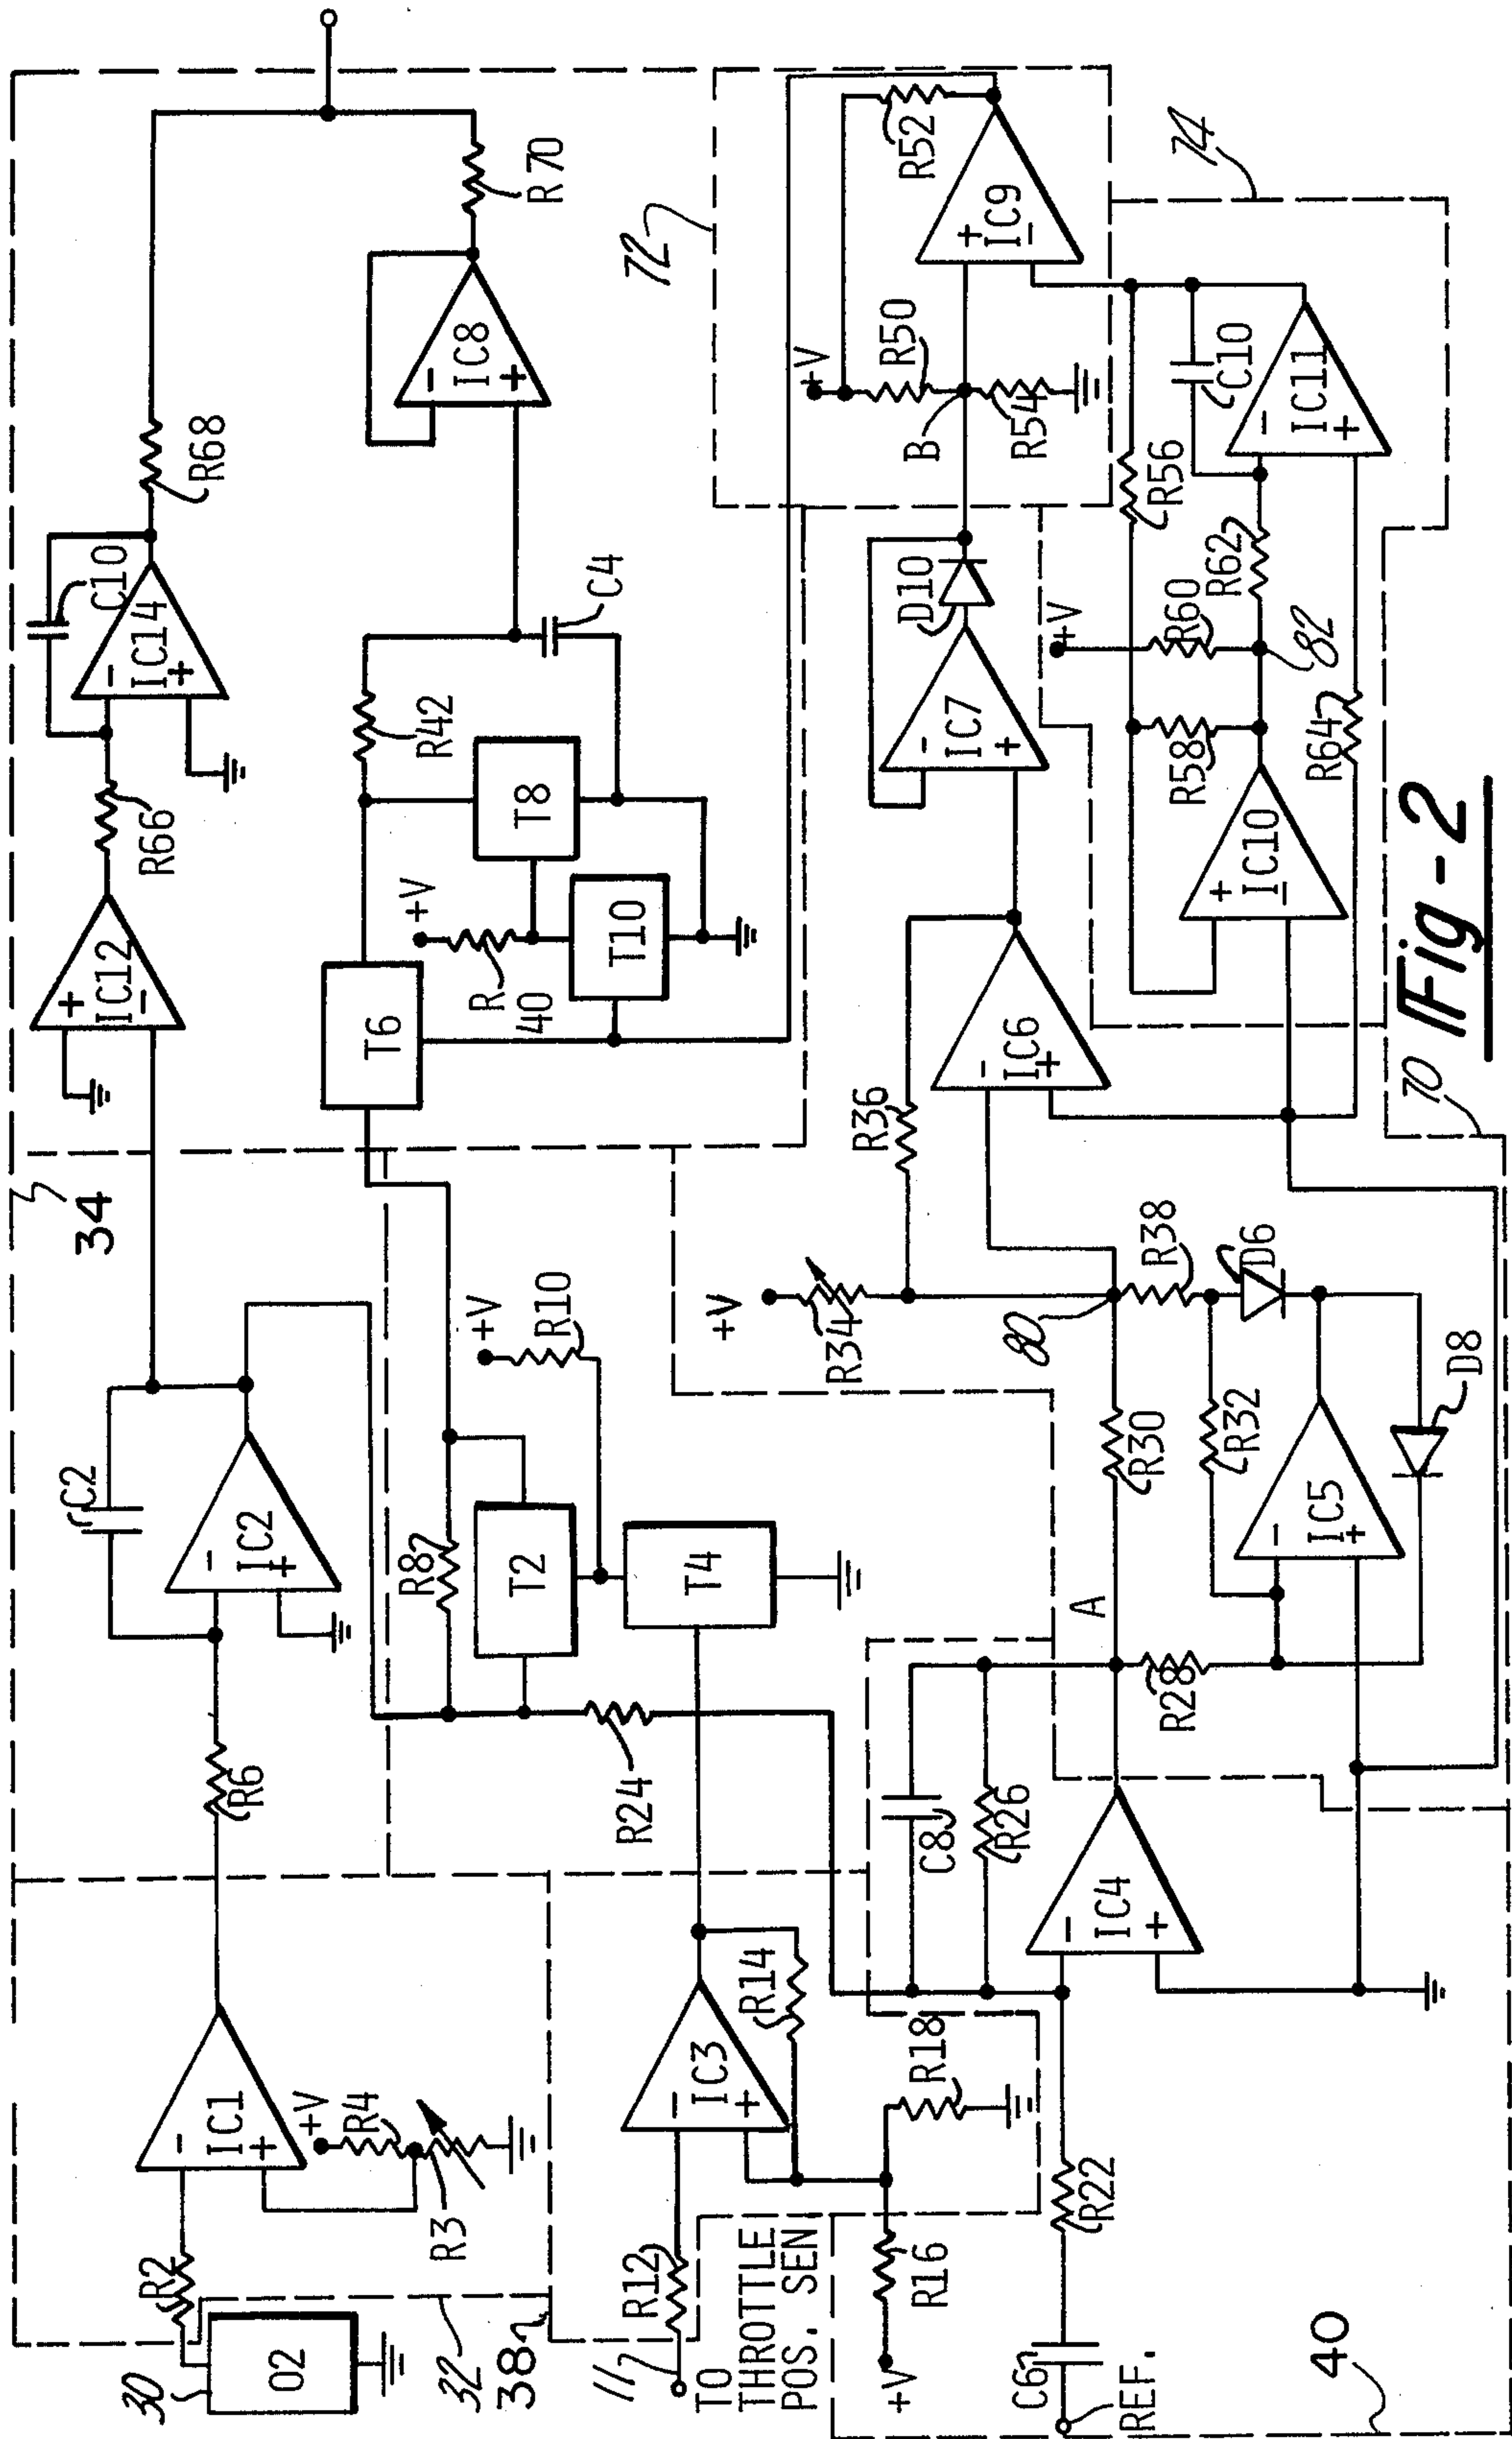 34
C10
IC14
+
-
R68
IC12
+
-
R66
C2
IC2
-
+
R6
IC1
-
+
+V
R4
R3
R2
30
O2
32
38
T6
R42
T8
+V
R
40
T10
C4
IC8
-
+
R70
R8
+V
R10
T2
T4
R24
IC3
-
+
R14
R18
R12
11
TO
THROTTLE
POS. SEN
R16
+V
72
+V
R50
R52
B
R54
IC9
+
-
74
D10
IC7
-
+
R36
IC6
-
+
+V
R34
80
R38
D6
R30
R32
A
R28
IC5
-
+
D8
C8
R26
IC4
-
+
R22
C6
REF.
40
R56
C10
IC11
-
+
+V
R60
R62
82
R58
R64
IC10
+
-
70
Fig-2